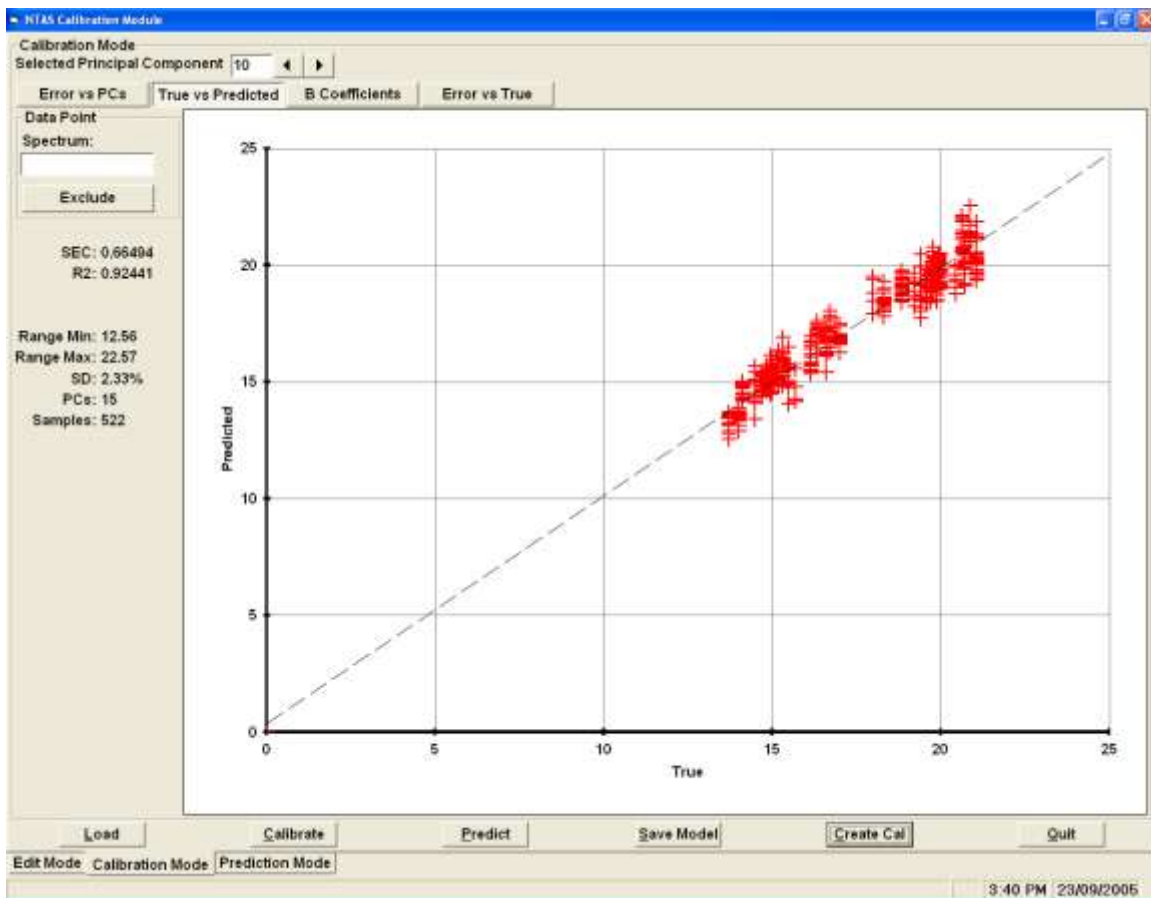 NTAS Calibration Module
Calibration Mode
Selected Principal Component 10
Error vs PCs True vs Predicted B Coefficients Error vs True
Data Point
Spectrum:
Exclude
SEC: 0.66494
R2: 0.92441
Range Min: 12.56
Range Max: 22.57
SD: 2.33%
PCs: 15
Samples: 522
25
20
15
10
5
0
Predicted
0 5 10 15 20 25
True
Load Calibrate Predict Save Model Create Cal Quit
Edit Mode Calibration Mode Prediction Mode
3:40 PM 23/09/2005